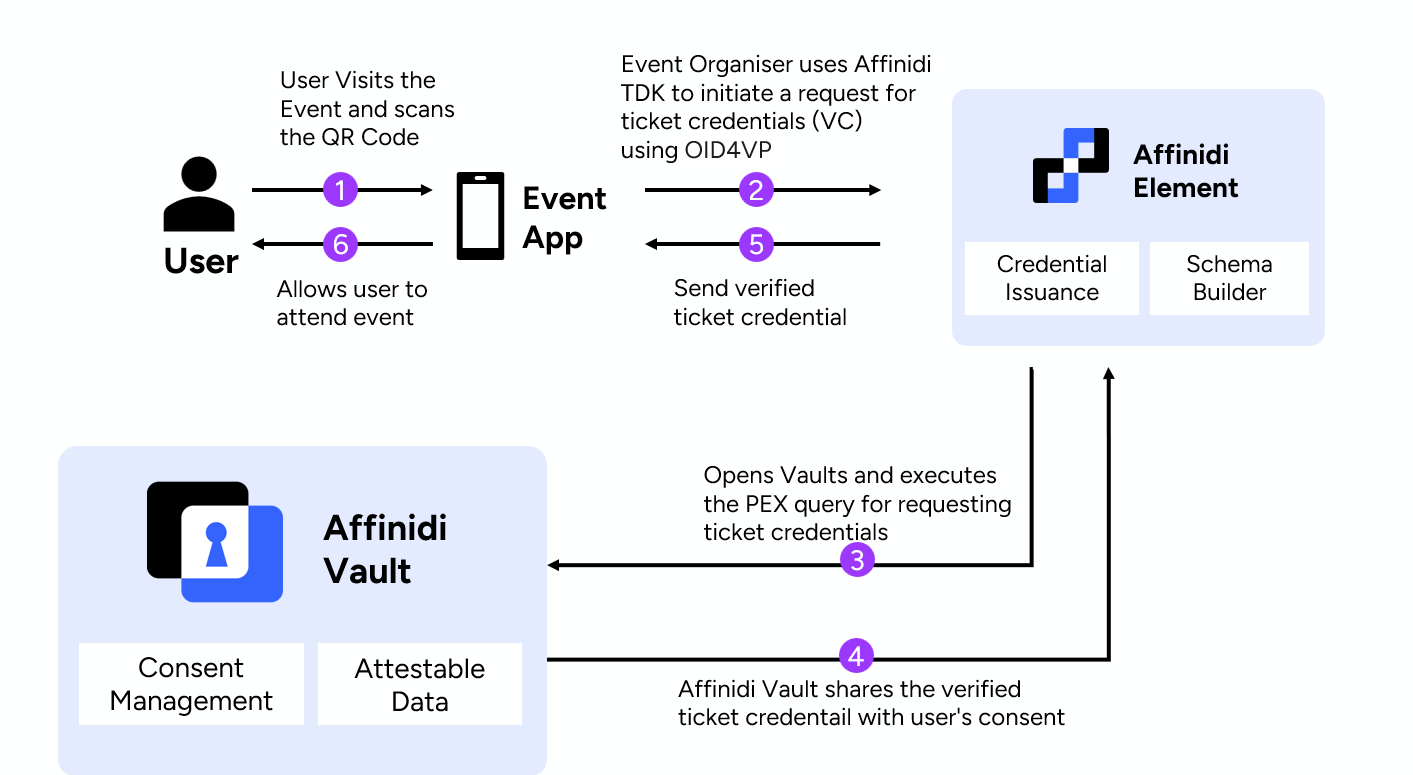 User Visits the
Event and scans
the QR Code
1
6
User
Allows user to
attend event
Event
App
Event Organiser uses Affinidi
TDK to initiate a request for
ticket credentials (VC)
using OID4VP
2
5
Send verified
ticket credential
Affinidi
Element
Credential
Issuance
Schema
Builder
Opens Vaults and executes
the PEX query for requesting
ticket credentials
3
4
Affinidi Vault shares the verified
ticket credentail with user's consent
Affinidi
Vault
Consent
Management
Attestable
Data